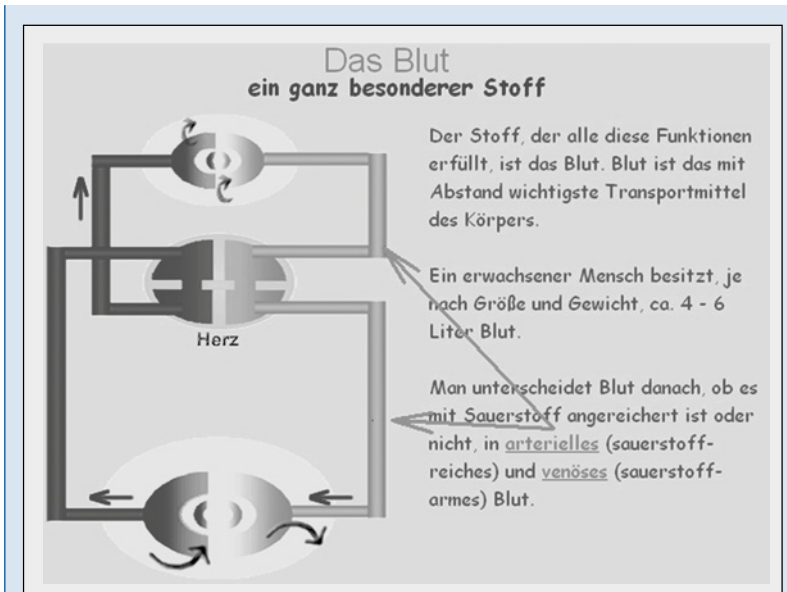 Das Blut
ein ganz besonderer Stoff
Der Stoff, der alle diese Funktionen
erfüllt, ist das Blut. Blut ist das mit
Abstand wichtigste Transportmittel
des Körpers.
Ein erwachsener Mensch besitzt, je
nach Größe und Gewicht, ca. 4 - 6
Liter Blut.
Man unterscheidet Blut danach, ob es
mit Sauerstoff angereichert ist oder
nicht, in arterielles (sauerstoff-
reiches) und venöses (sauerstoff-
armes) Blut.
Herz